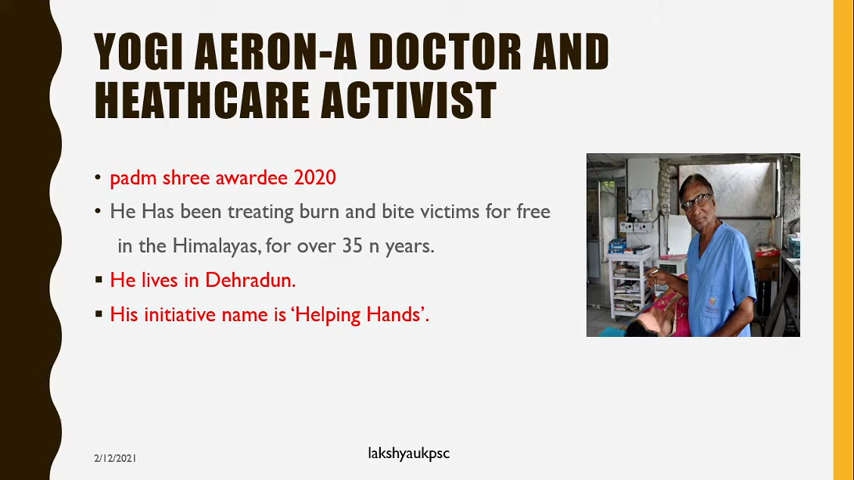 YOGI AERON-A DOCTOR AND
HEATHCARE ACTIVIST
• padm shree awardee 2020
• He Has been treating burn and bite victims for free
in the Himalayas, for over 35 n years.
▪ He lives in Dehradun.
▪ His initiative name is ‘Helping Hands’.
2/12/2021
lakshyaukpsc